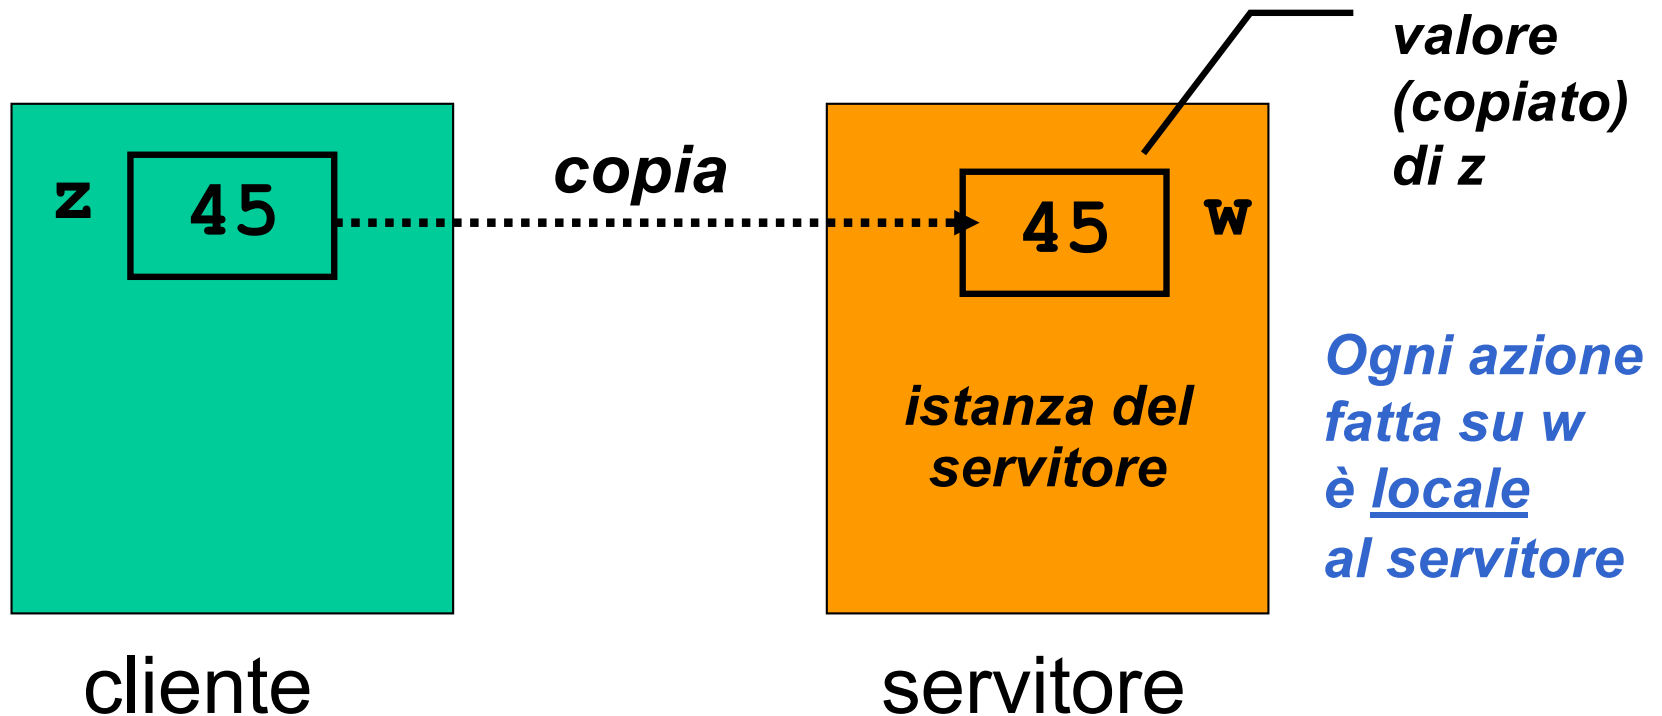 valore
(copiato)
di z
z
45
copia
45
w
istanza del
servitore
Ogni azione
fatta su w
è locale
al servitore
cliente
servitore